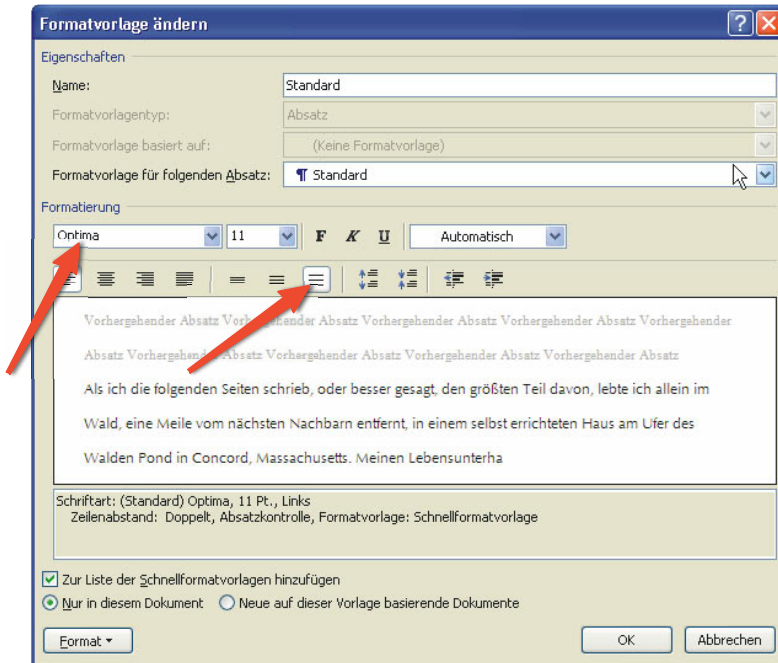 Formatvorlage ändern
Eigenschaften
Name: Standard
Formatvorlagentyp: Absatz
Formatvorlage basiert auf: (Keine Formatvorlage)
Formatvorlage für folgenden Absatz: ¶ Standard
Formatierung
Optima 11 F K U Automatisch
Vorhergehender Absatz Vorhergehender Absatz Vorhergehender Absatz Vorhergehender Absatz Vorhergehender
Absatz Vorhergehender Absatz Vorhergehender Absatz Vorhergehender Absatz Vorhergehender Absatz
Als ich die folgenden Seiten schrieb, oder besser gesagt, den größten Teil davon, lebte ich allein im
Wald, eine Meile vom nächsten Nachbarn entfernt, in einem selbst errichteten Haus am Ufer des
Walden Pond in Concord, Massachusetts. Meinen Lebensunterha
Schriftart: (Standard) Optima, 11 Pt., Links
Zeilenabstand: Doppelt, Absatzkontrolle, Formatvorlage: Schnellformatvorlage
Zur Liste der Schnellformatvorlagen hinzufügen
Nur in diesem Dokument Neue auf dieser Vorlage basierende Dokumente
Format OK Abbrechen